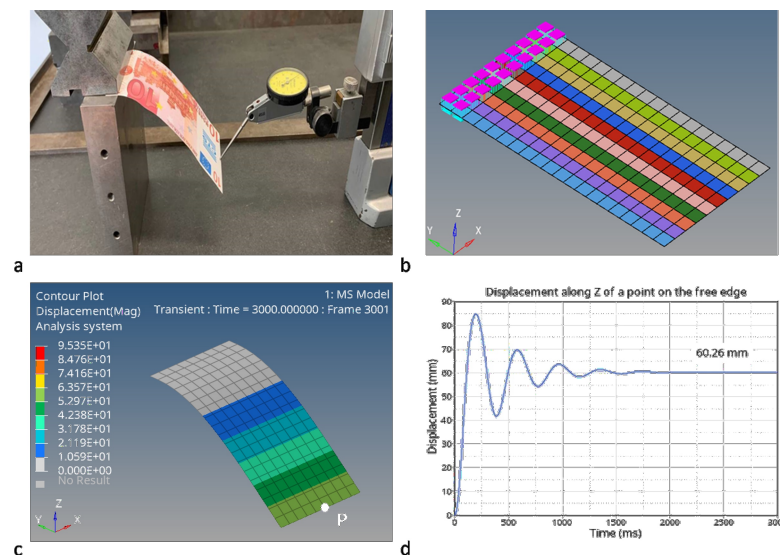 a
Z
Y
X
b
Contour Plot
Displacement(Mag)
Analysis system
1: MS Model
Transient : Time = 3000.000000 : Frame 3001
9.535E+01
8.476E+01
7.416E+01
6.357E+01
5.297E+01
4.238E+01
3.178E+01
2.119E+01
1.059E+01
0.000E+00
No Result
Z
Y
X
P
c
Displacement along Z of a point on the free edge
Displacement (mm)
90
80
70
60
50
40
30
20
10
0
60.26 mm
0 500 1000 1500 2000 2500 3000
Time (ms)
d